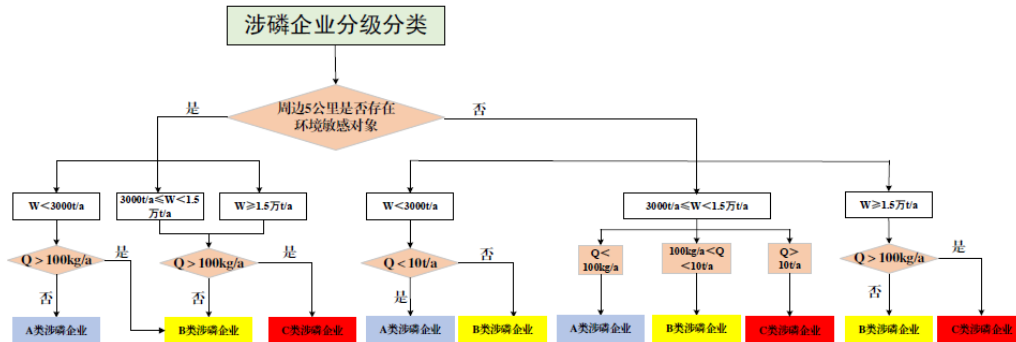 涉磷企业分级分类
周边5公里是否存在
环境敏感对象
是
否
W＜3000t/a
3000t/a≤W＜1.5
万t/a
W≥1.5万t/a
W＜3000t/a
3000t/a≤W＜1.5万t/a
W≥1.5万t/a
Q＞100kg/a
是
否
Q＞100kg/a
是
否
Q＜10t/a
否
是
Q＜
100kg/a
100kg/a＜Q
＜10t/a
Q＞
10t/a
Q＞100kg/a
是
否
A类涉磷企业
B类涉磷企业
C类涉磷企业
A类涉磷企业
B类涉磷企业
A类涉磷企业
B类涉磷企业
C类涉磷企业
B类涉磷企业
C类涉磷企业